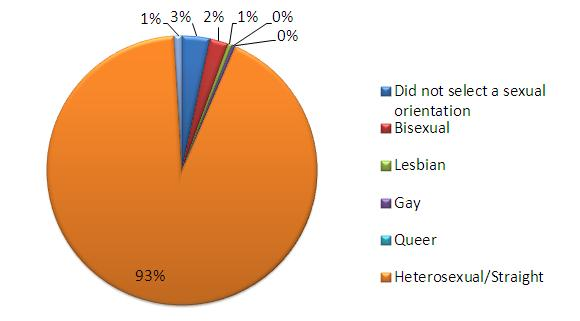 1% 3% 2% 1% 0%
0%
93%
Did not select a sexual
orientation
Bisexual
Lesbian
Gay
Queer
Heterosexual/Straight